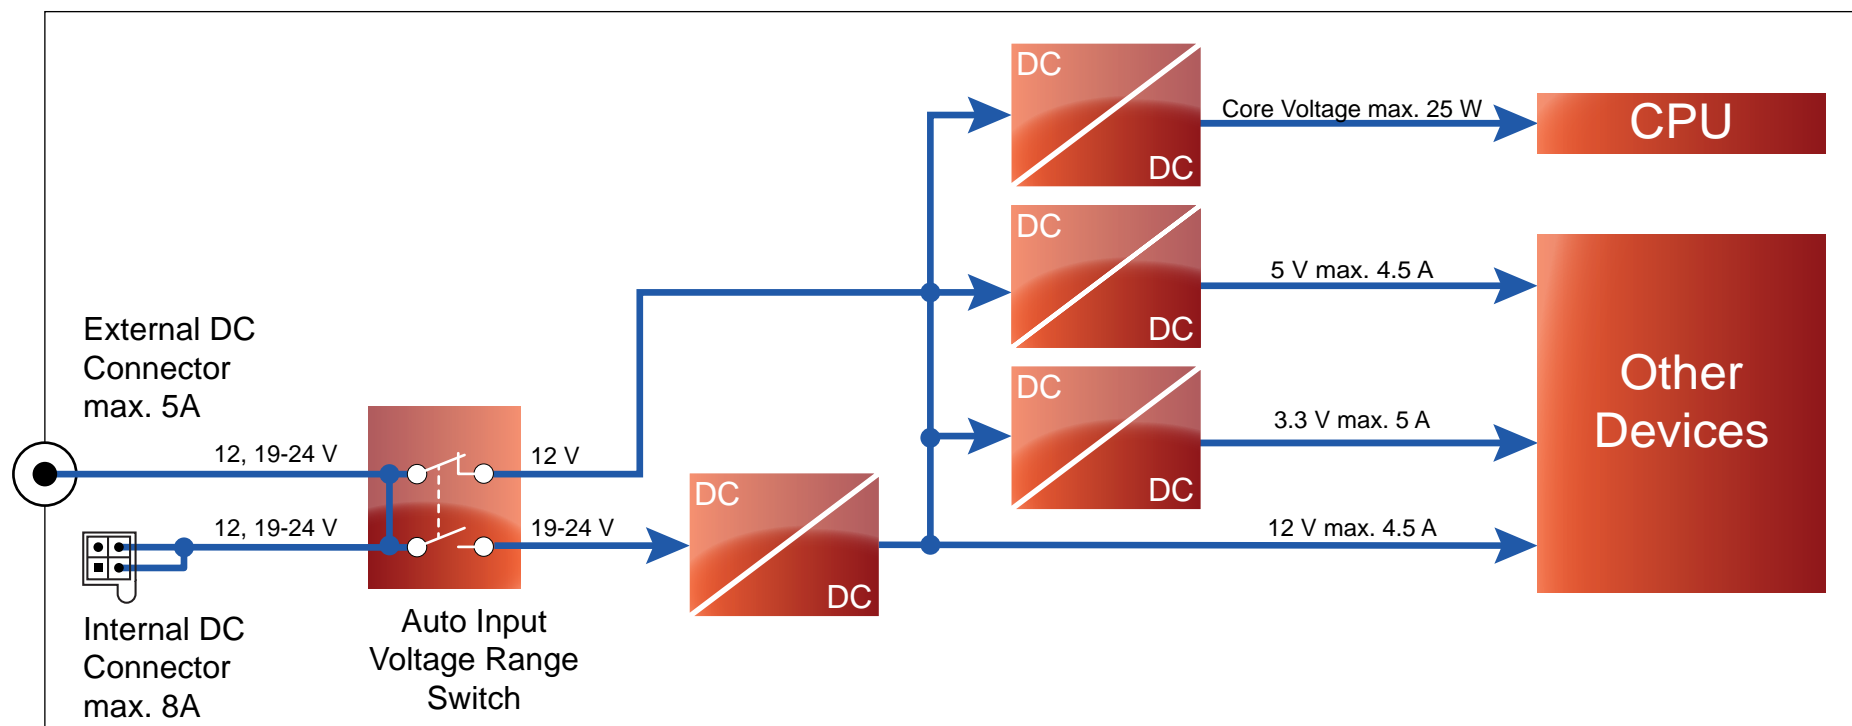 DC
DC
Core Voltage max. 25 W
CPU
DC
DC
5 V max. 4.5 A
External DC
Connector
max. 5A
DC
DC
3.3 V max. 5 A
Other
Devices
12, 19-24 V
12 V
12, 19-24 V
19-24 V
DC
DC
12 V max. 4.5 A
Internal DC
Connector
max. 8A
Auto Input
Voltage Range
Switch